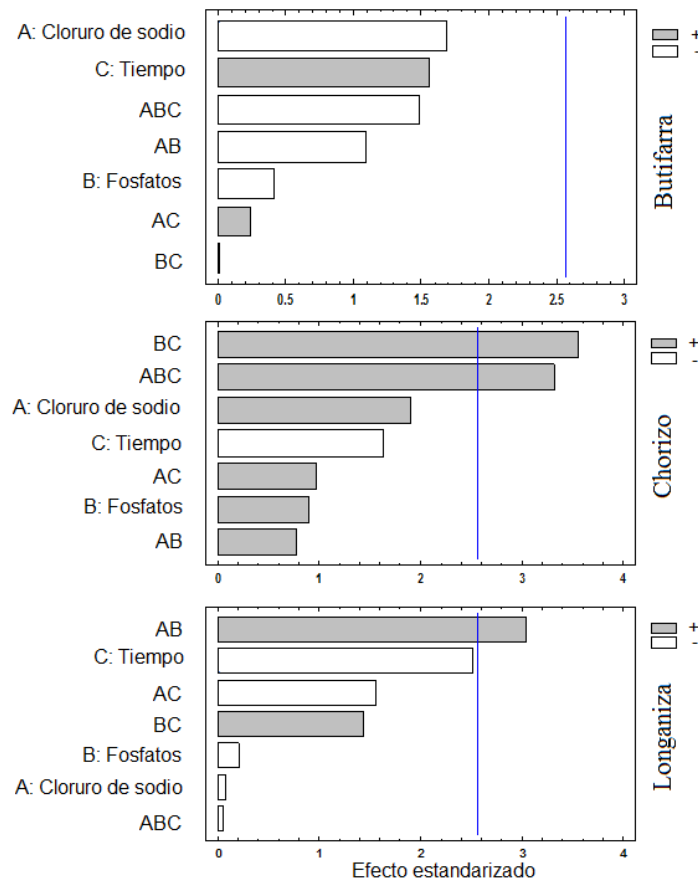 A: Cloruro de sodio
C: Tiempo
ABC
AB
B: Fosfatos
AC
BC
0 0.5 1 1.5 2 2.5 3
+
-
Butifarra
BC
ABC
A: Cloruro de sodio
C: Tiempo
AC
B: Fosfatos
AB
0 1 2 3 4
+
-
Chorizo
AB
C: Tiempo
AC
BC
B: Fosfatos
A: Cloruro de sodio
ABC
0 1 2 3 4
+
-
Longaniza
Efecto estandarizado